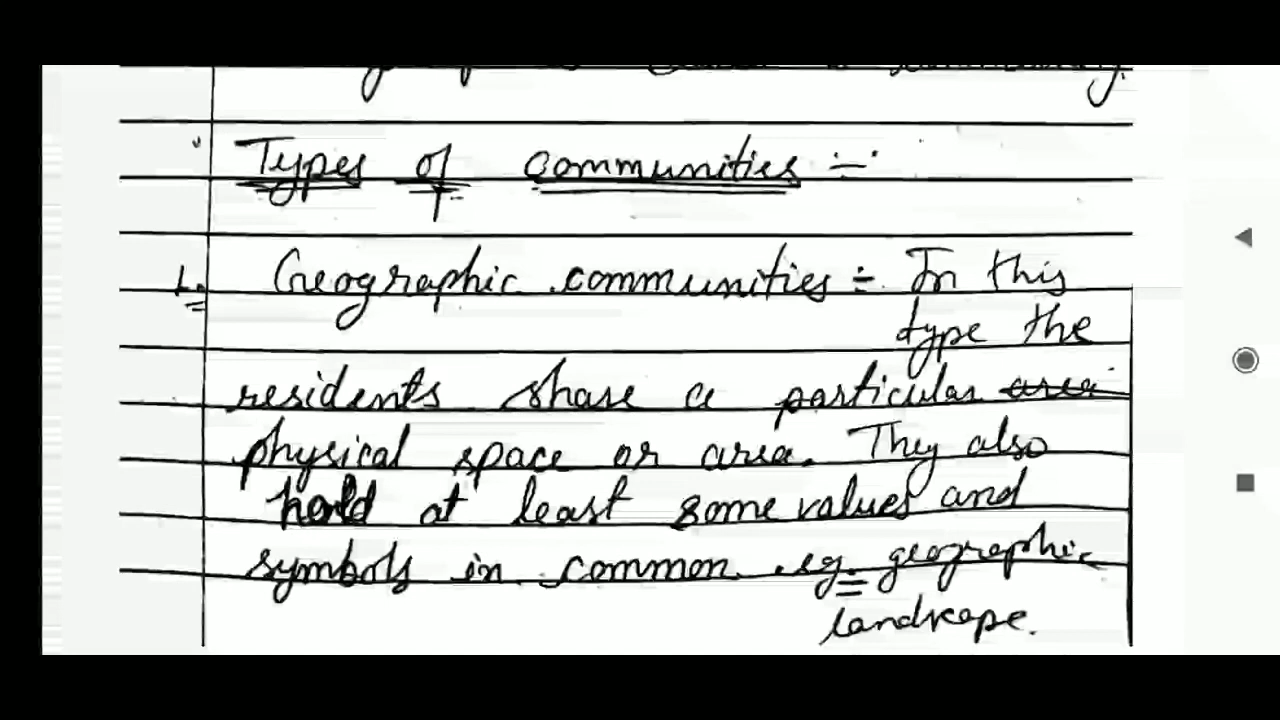 Types of communities :-
1. Geographic communities :- In this
type the
residents share a particular area
physical space or area. They also
hold at least some values and
symbols in common eg. geographic
landscape.